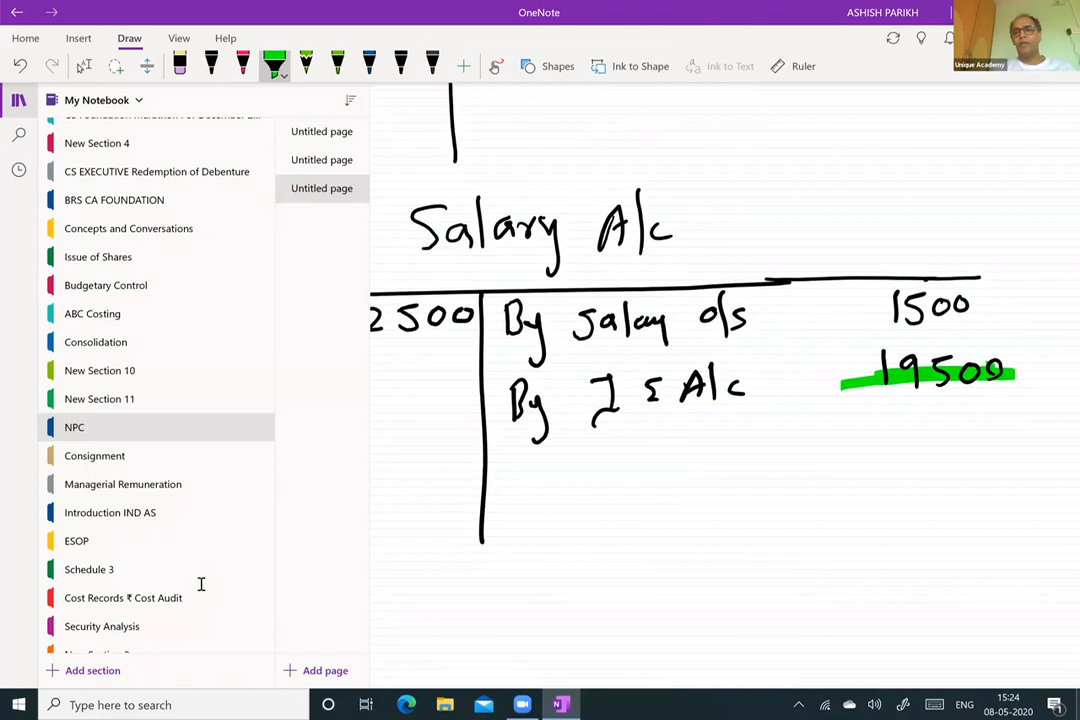 OneNote
ASHISH PARIKH
Home Insert Draw View Help
Shapes Ink to Shape Ink to Text Ruler
Unique Academy
My Notebook
New Section 4
CS EXECUTIVE Redemption of Debenture
BRS CA FOUNDATION
Concepts and Conversations
Issue of Shares
Budgetary Control
ABC Costing
Consolidation
New Section 10
New Section 11
NPC
Consignment
Managerial Remuneration
Introduction IND AS
ESOP
Schedule 3
Cost Records ₹ Cost Audit
Security Analysis
Add section
Untitled page
Untitled page
Untitled page
Add page
Salary A/c
2500 By Salary o/s 1500
By I E A/c 19500
Type here to search
ENG
15:24
08-05-2020
1